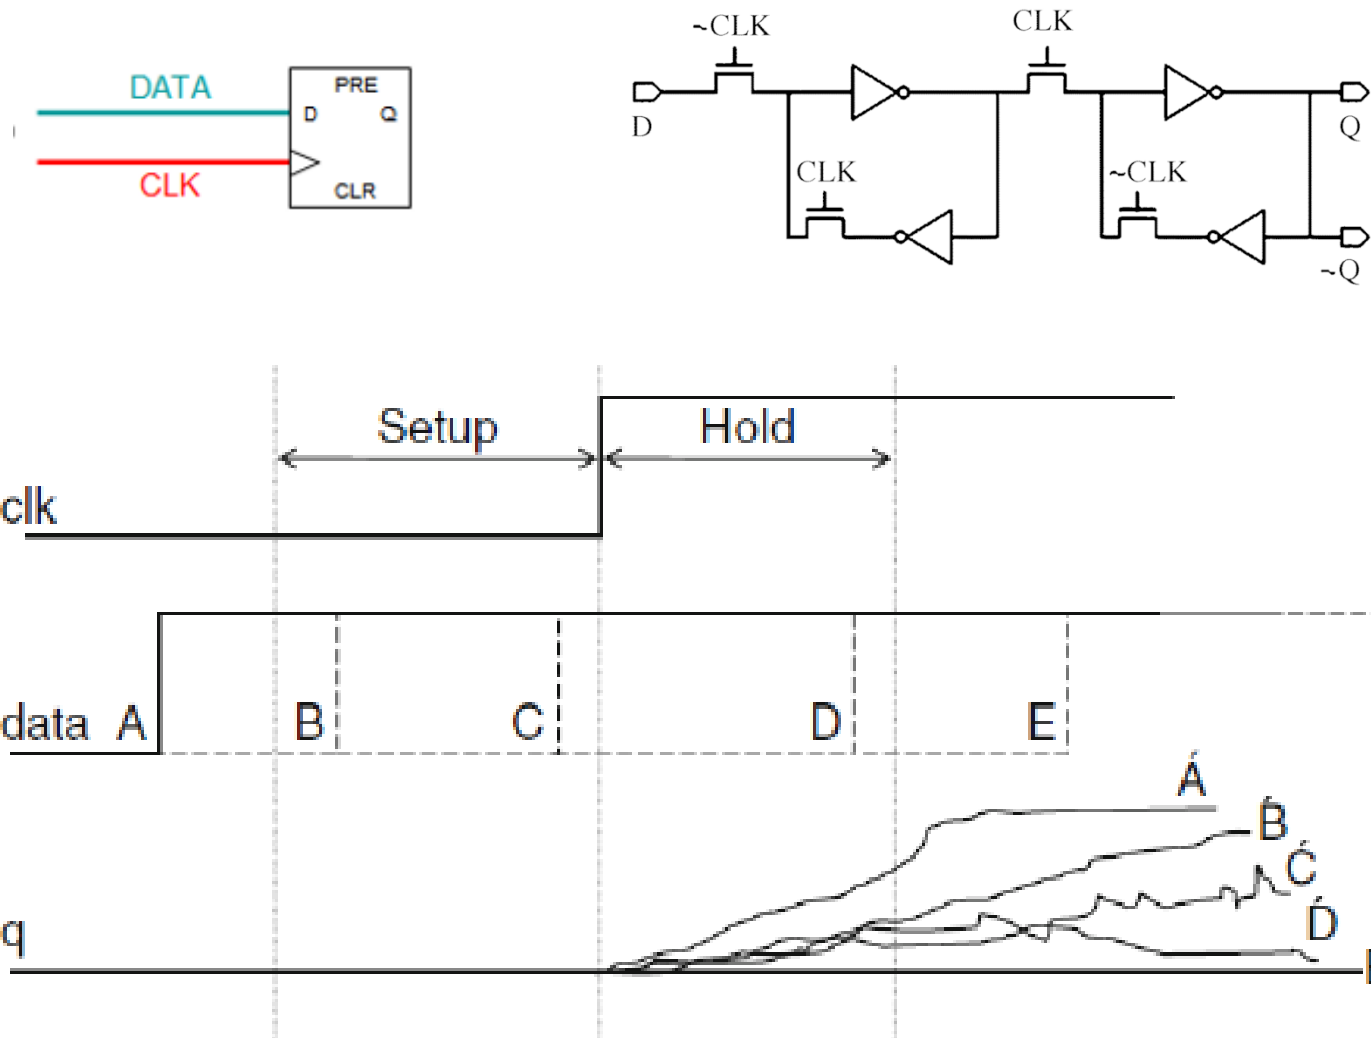 ~CLK
CLK
DATA
PRE
D
Q
CLK
CLR
D
Q
CLK
~CLK
~Q
Setup
Hold
clk
data A
B
C
D
E
Á
B́
Ć
D́
q